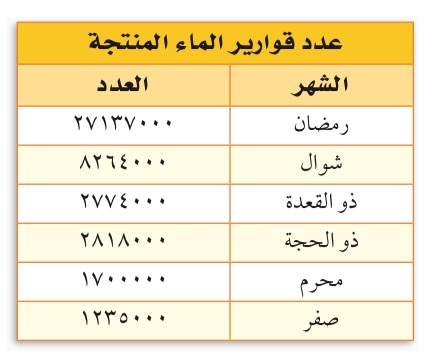 عدد قوارير الماء المنتجة
الشهر العدد
رمضان ٢٧١٣٧٠٠٠
شوال ٨٢٦٤٠٠٠
ذو القعدة ٢٧٧٤٠٠٠
ذو الحجة ٢٨١٨٠٠٠
محرم ١٧٠٠٠٠٠
صفر ١٢٣٥٠٠٠